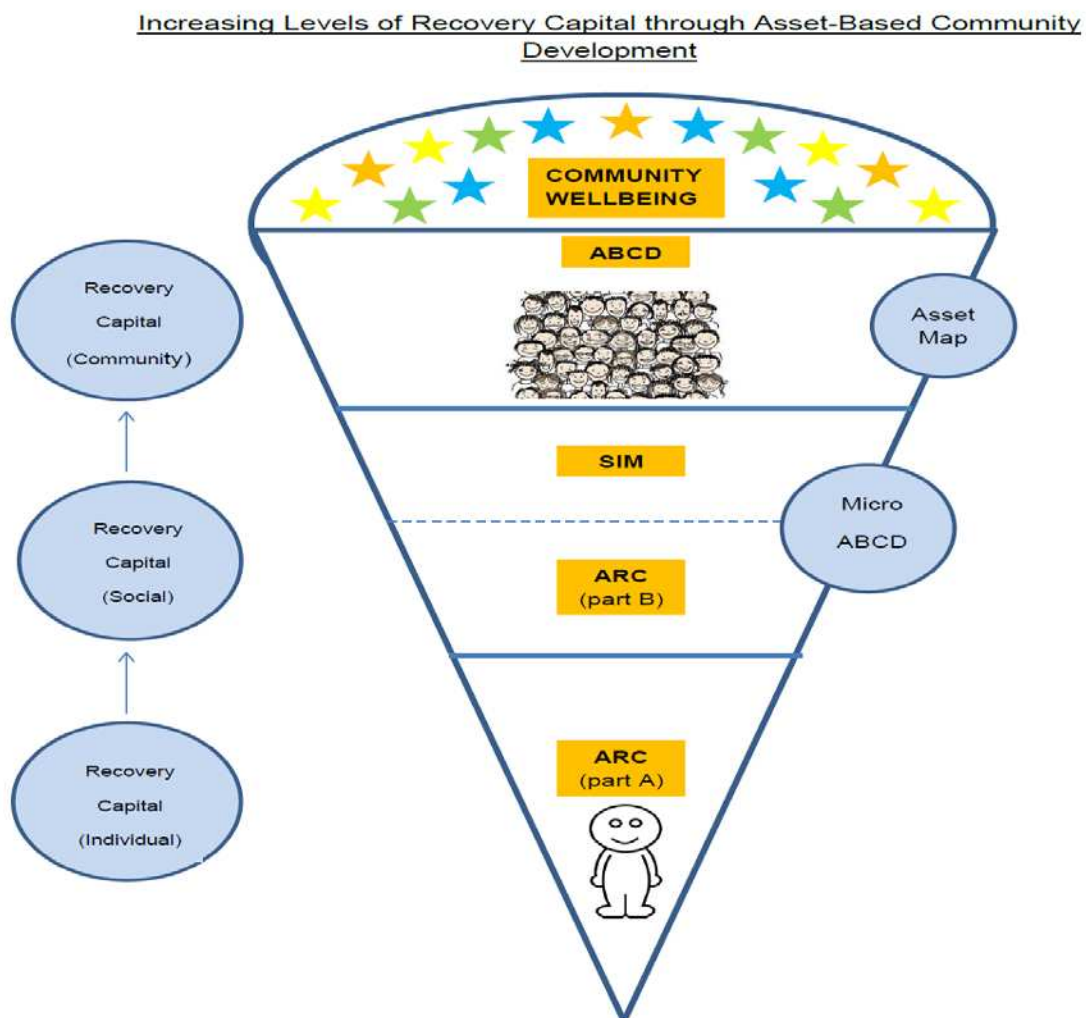 Increasing Levels of Recovery Capital through Asset-Based Community
Development
COMMUNITY
WELLBEING
ABCD
Recovery
Capital
(Community)
Asset
Map
SIM
Recovery
Capital
(Social)
Micro
ABCD
ARC
(part B)
Recovery
Capital
(Individual)
ARC
(part A)